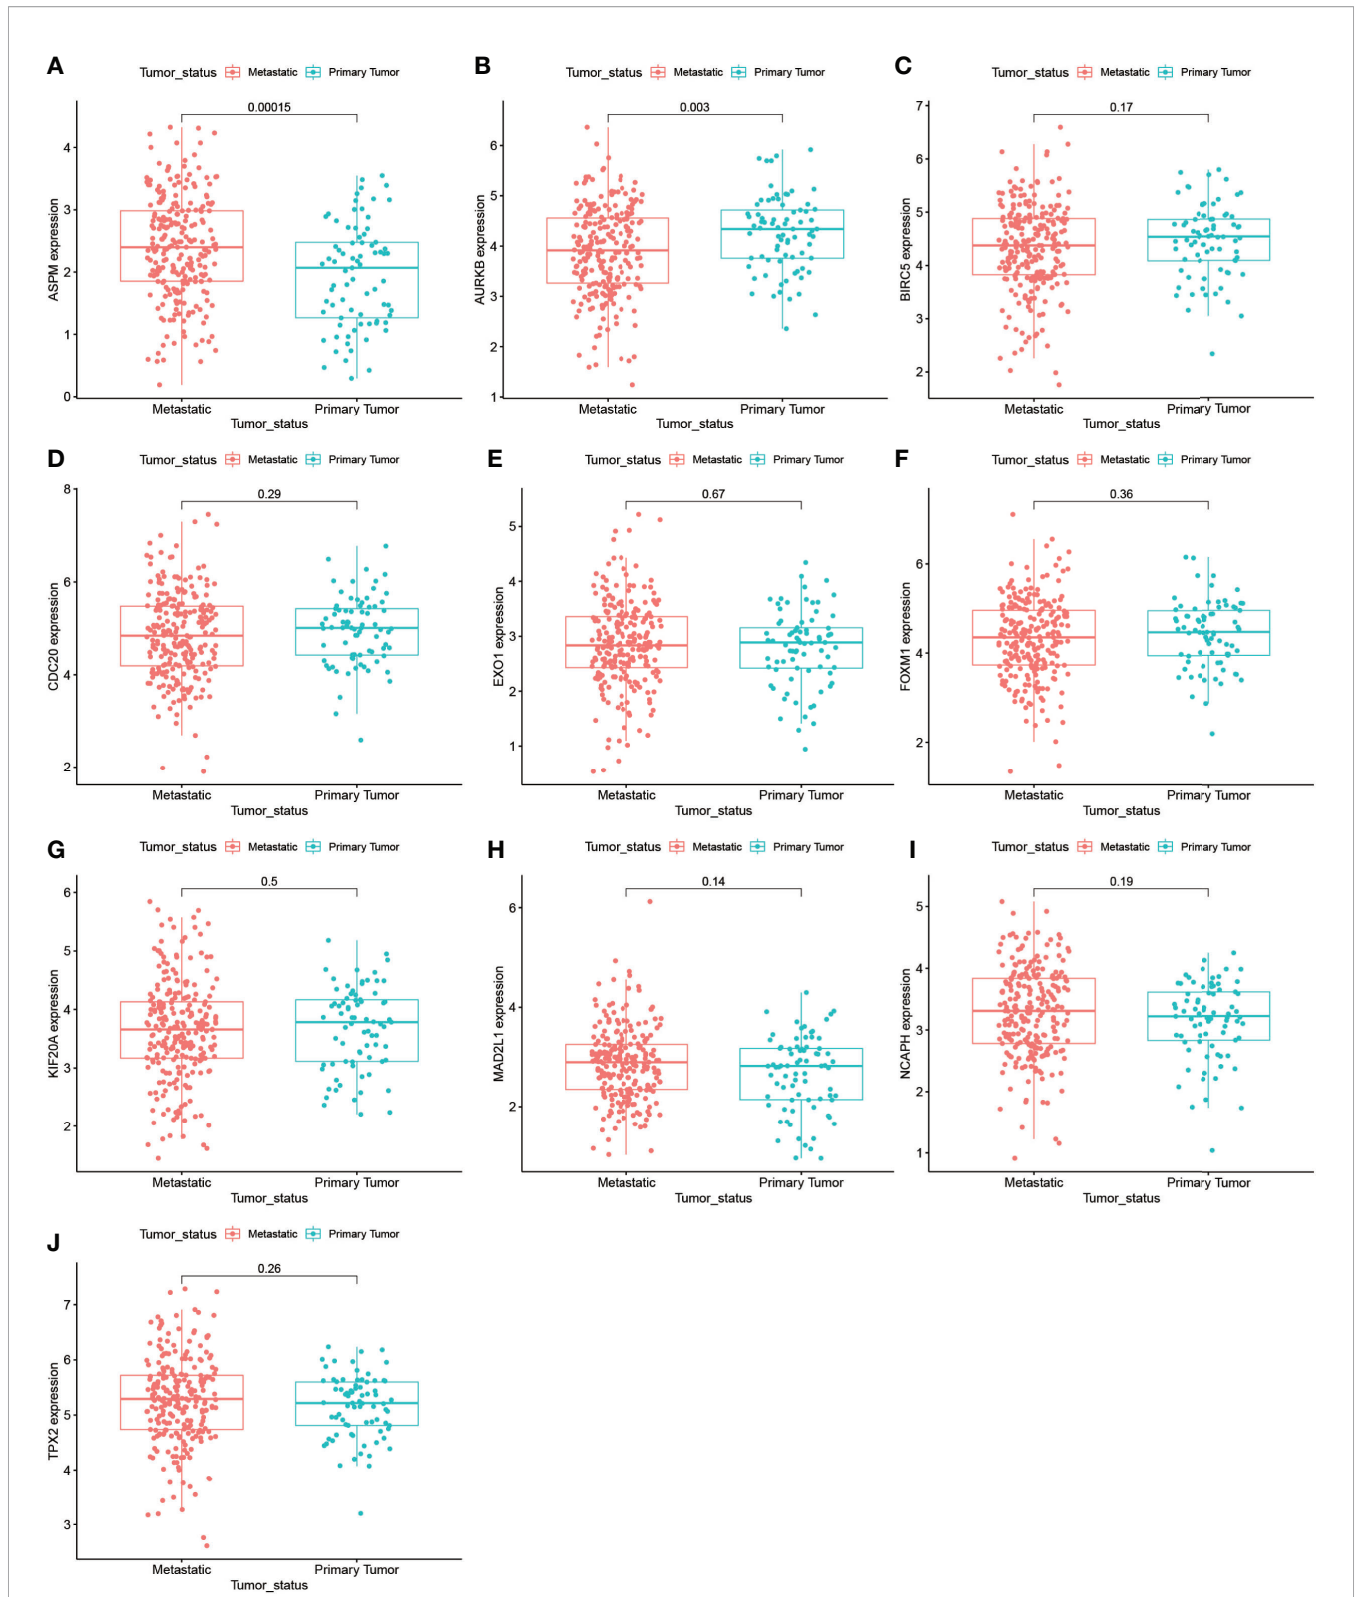 A
Tumor_status Metastatic Primary Tumor
0.00015
ASPM expression
4
3
2
1
0
Metastatic Primary Tumor
Tumor_status
B
Tumor_status Metastatic Primary Tumor
0.003
AURKB expression
6
5
4
3
2
1
Metastatic Primary Tumor
Tumor_status
C
Tumor_status Metastatic Primary Tumor
0.17
BIRC5 expression
7
6
5
4
3
2
Metastatic Primary Tumor
Tumor_status
D
Tumor_status Metastatic Primary Tumor
0.29
CDC20 expression
8
6
4
2
Metastatic Primary Tumor
Tumor_status
E
Tumor_status Metastatic Primary Tumor
0.67
EXO1 expression
5
4
3
2
1
Metastatic Primary Tumor
Tumor_status
F
Tumor_status Metastatic Primary Tumor
0.36
FOXM1 expression
6
4
2
Metastatic Primary Tumor
Tumor_status
G
Tumor_status Metastatic Primary Tumor
0.5
KIF20A expression
6
5
4
3
2
Metastatic Primary Tumor
Tumor_status
H
Tumor_status Metastatic Primary Tumor
0.14
MAD2L1 expression
6
4
2
Metastatic Primary Tumor
Tumor_status
I
Tumor_status Metastatic Primary Tumor
0.19
NCAPH expression
5
4
3
2
1
Metastatic Primary Tumor
Tumor_status
J
Tumor_status Metastatic Primary Tumor
0.26
TPX2 expression
7
6
5
4
3
Metastatic Primary Tumor
Tumor_status